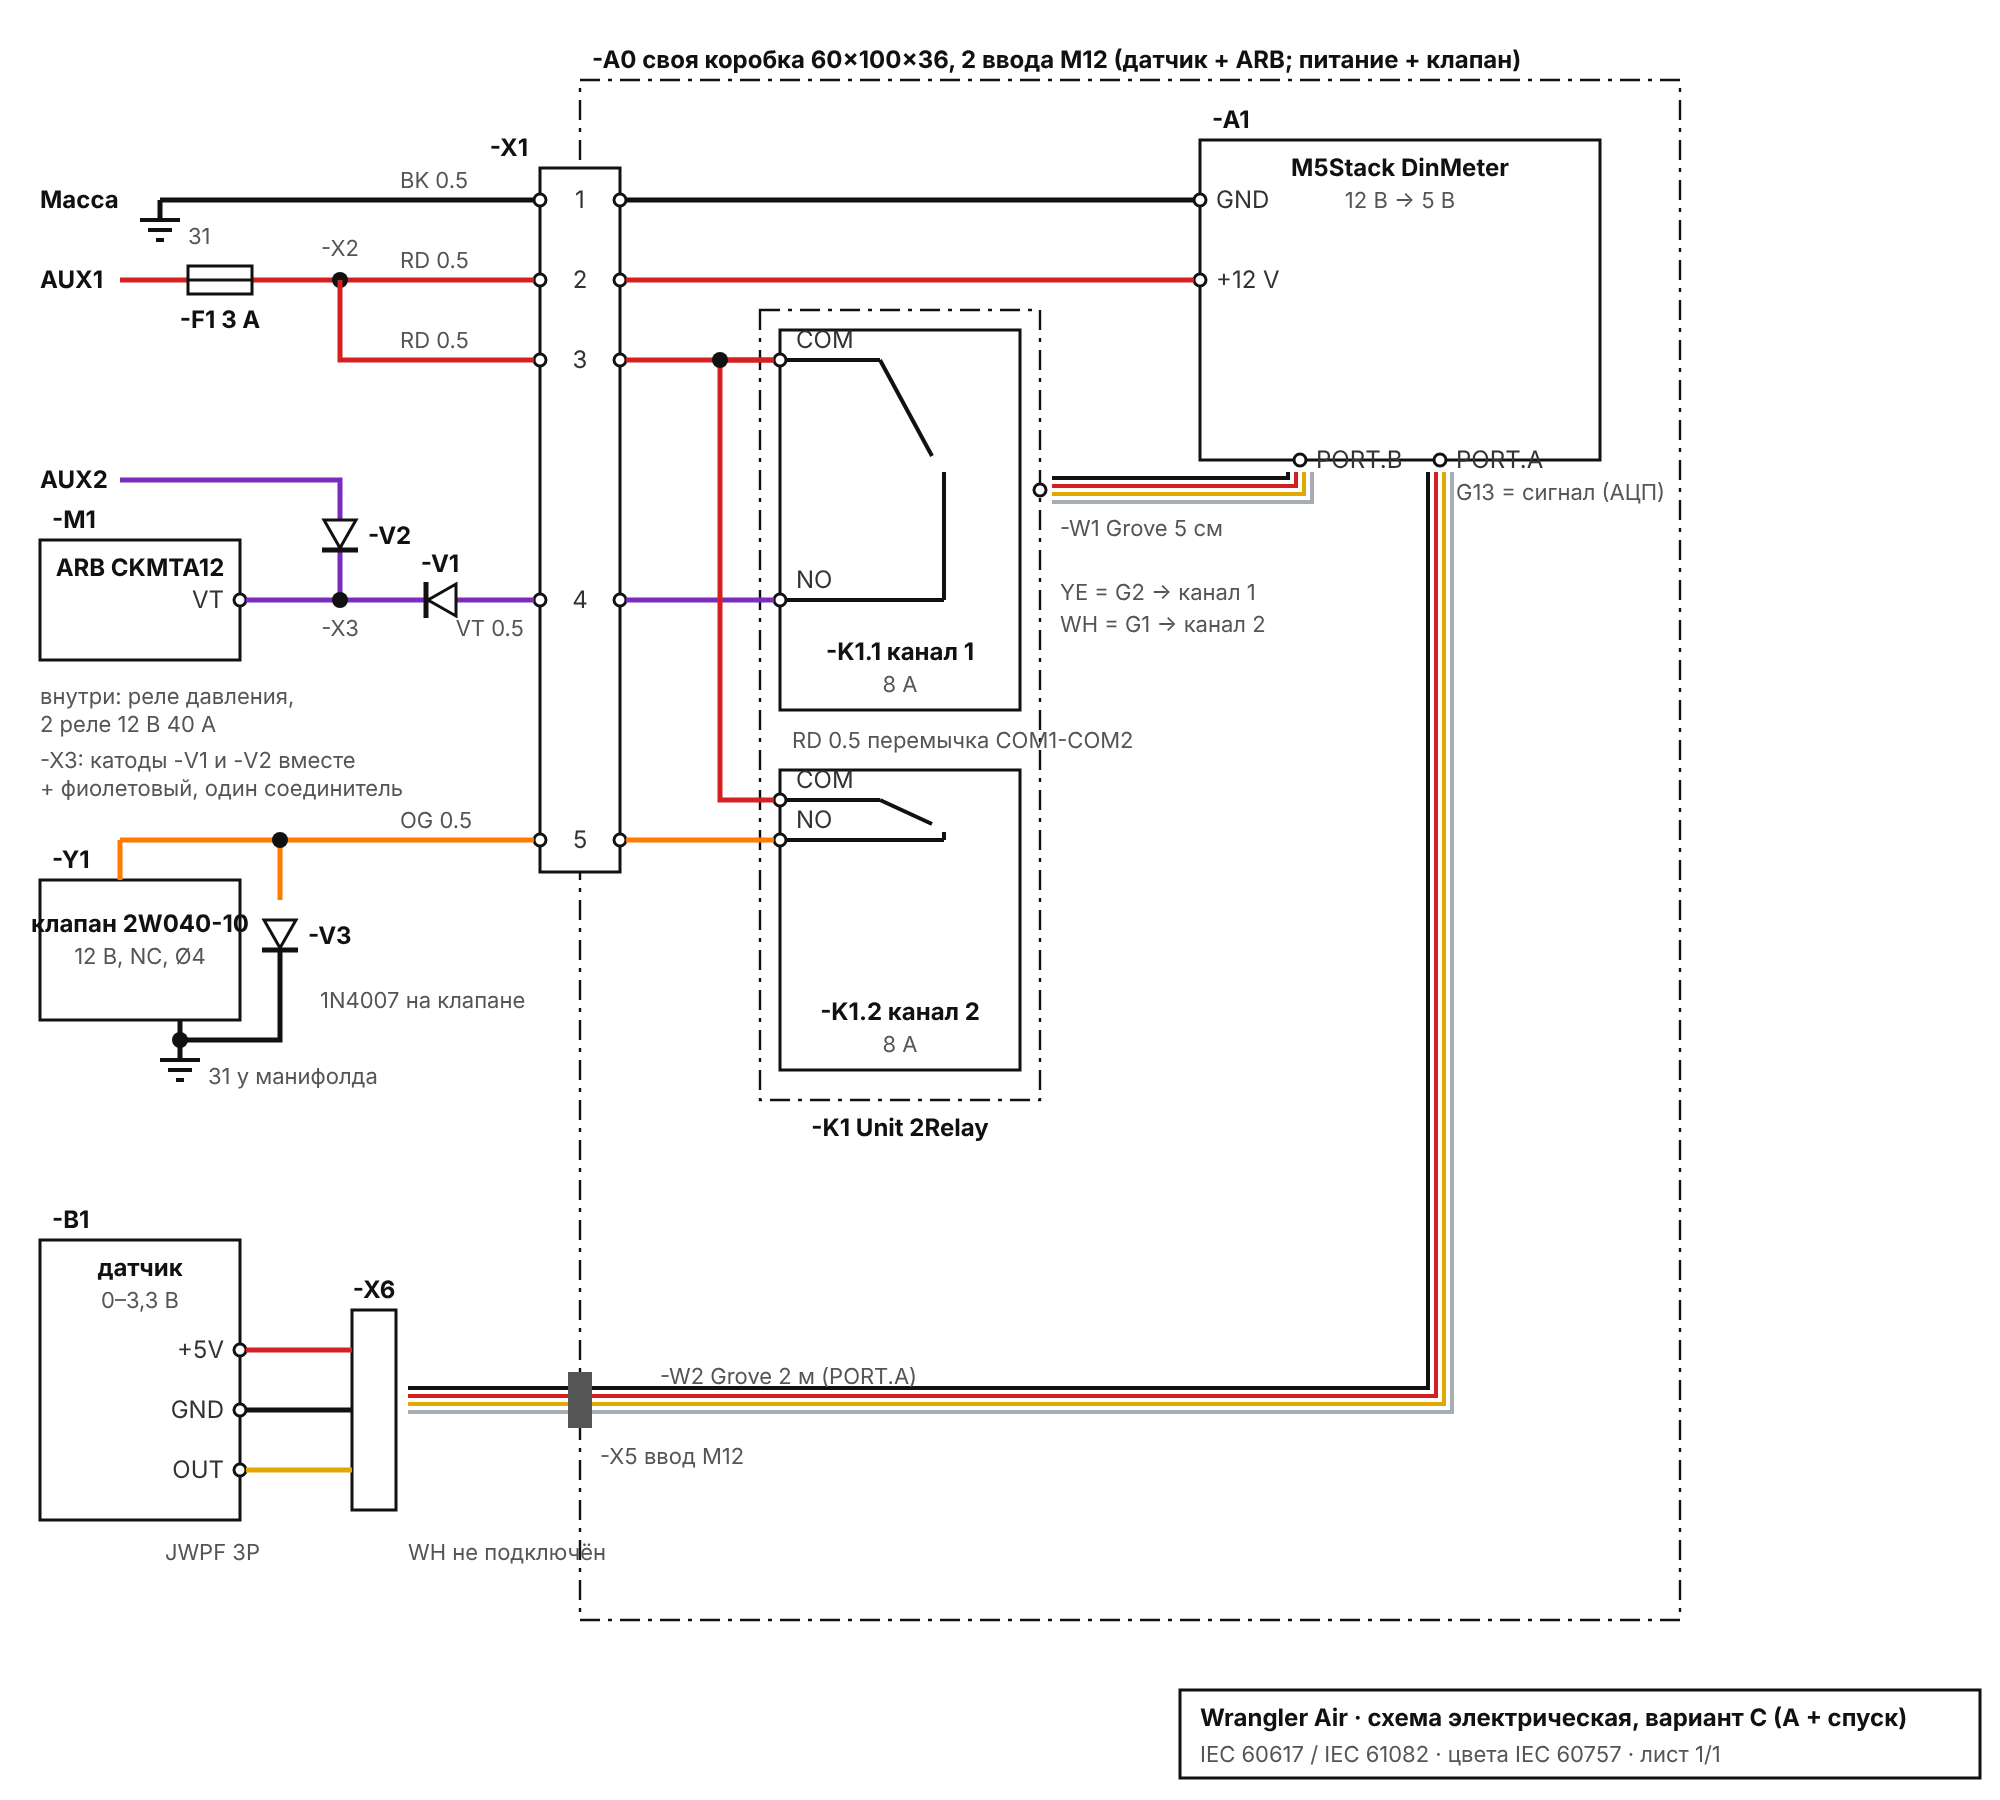 -A0 своя коробка 60×100×36, 2 ввода M12 (датчик + ARB; питание + клапан)
-A1
-X1
M5Stack DinMeter
BK 0.5
Масса
1
GND
12 В → 5 В
31
-X2
RD 0.5
AUX1
2
+12 V
-F1 3 A
RD 0.5
COM
3
AUX2
PORT.B
PORT.A
G13 = сигнал (АЦП)
-M1
-V2
-W1 Grove 5 см
-V1
ARB CKMTA12
NO
VT
4
YE = G2 → канал 1
-X3
VT 0.5
WH = G1 → канал 2
-K1.1 канал 1
8 A
внутри: реле давления,
2 реле 12 В 40 А
RD 0.5 перемычка COM1-COM2
-X3: катоды -V1 и -V2 вместе
COM
+ фиолетовый, один соединитель
OG 0.5
NO
5
-Y1
клапан 2W040-10
-V3
12 В, NC, Ø4
1N4007 на клапане
-K1.2 канал 2
8 A
31 у манифолда
-K1 Unit 2Relay
-B1
датчик
-X6
0–3,3 В
+5V
-W2 Grove 2 м (PORT.A)
GND
-X5 ввод M12
OUT
JWPF 3P
WH не подключён
Wrangler Air · схема электрическая, вариант C (A + спуск)
IEC 60617 / IEC 61082 · цвета IEC 60757 · лист 1/1